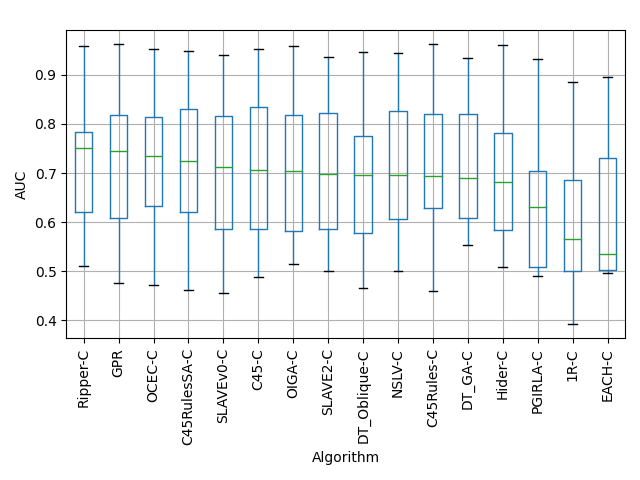 0.9
0.8
0.7
0.6
0.5
0.4
AUC
Ripper-C
GPR
OCEC-C
C45RulesSA-C
SLAVEv0-C
C45-C
OIGA-C
SLAVE2-C
DT_Oblique-C
NSLV-C
C45Rules-C
DT_GA-C
Hider-C
PGIRLA-C
1R-C
EACH-C
Algorithm